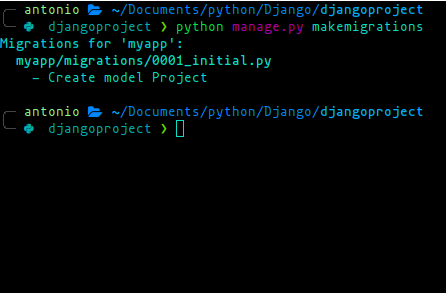 antonio ~/Documents/python/Django/djangoproject
djangoproject ❯ python manage.py makemigrations
Migrations for 'myapp':
myapp/migrations/0001_initial.py
– Create model Project
antonio ~/Documents/python/Django/djangoproject
djangoproject ❯